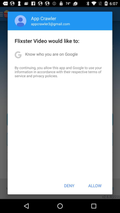 6:07
App Crawler
appcrawler3@gmail.com
Flixster Video would like to:
Know who you are on Google
By continuing, you allow this app and Google to use your
information in accordance with their respective terms of
service and privacy policies.
DENY
ALLOW